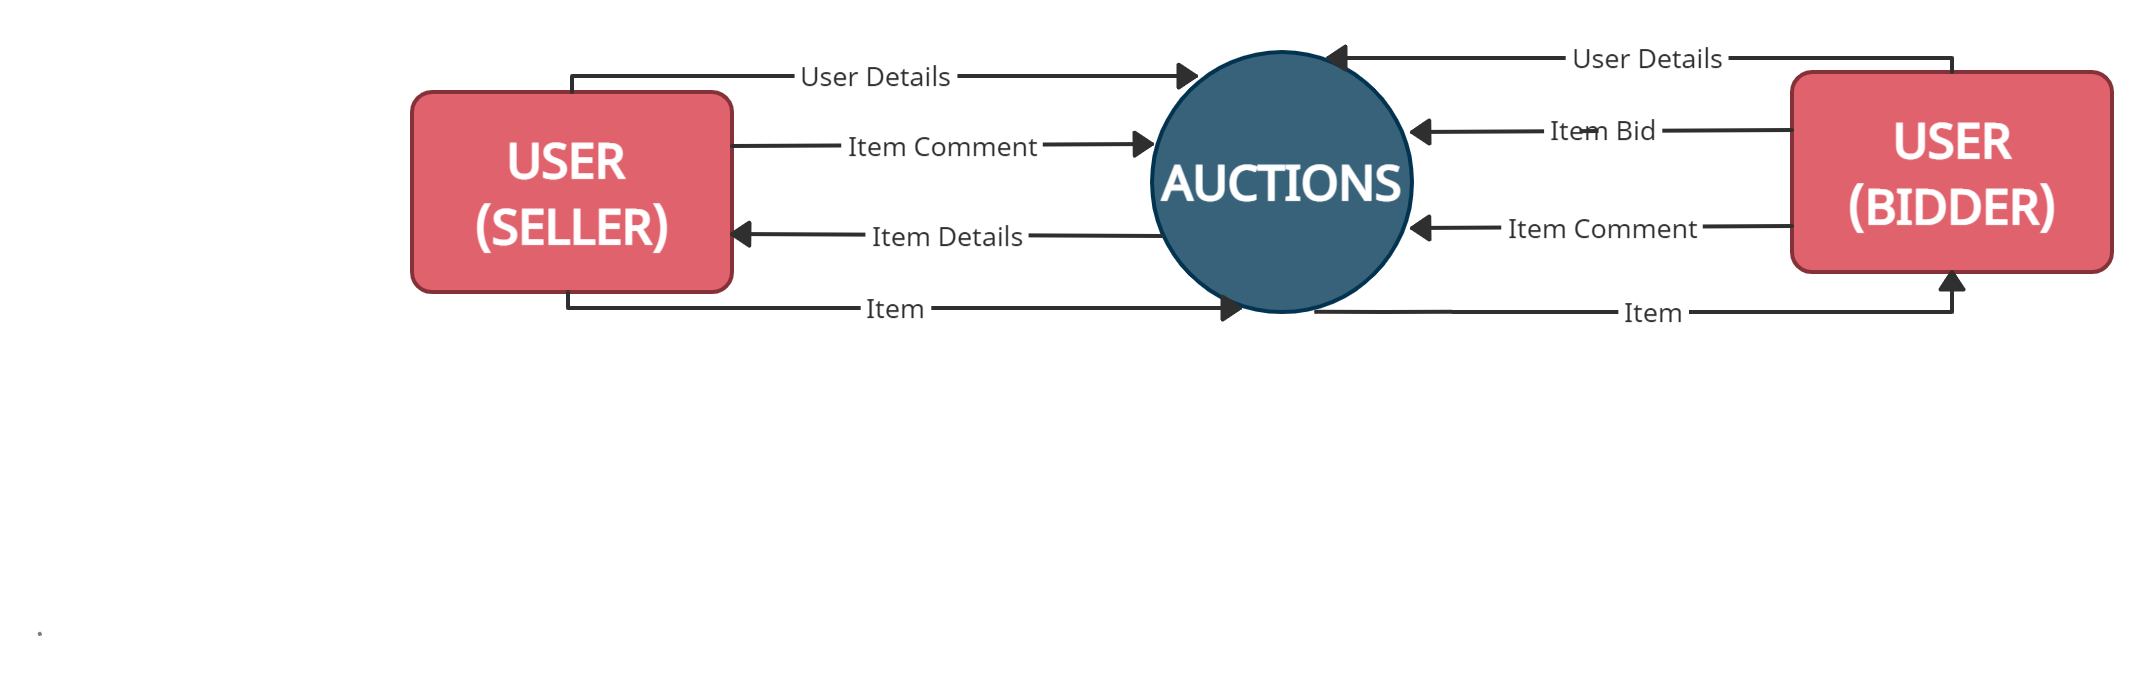 User Details
User Details
Item Bid
Item Comment
USER
(SELLER)
AUCTIONS
USER
(BIDDER)
Item Details
Item Comment
Item
Item